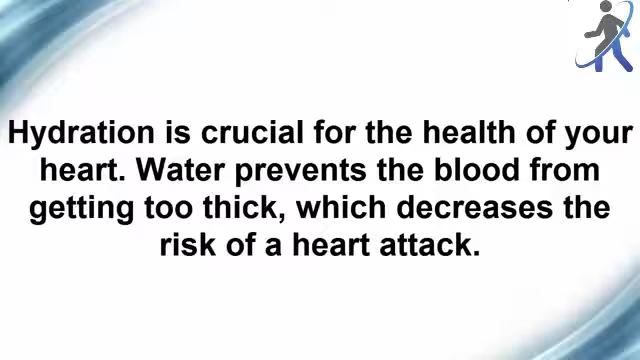 Hydration is crucial for the health of your
heart. Water prevents the blood from
getting too thick, which decreases the
risk of a heart attack.